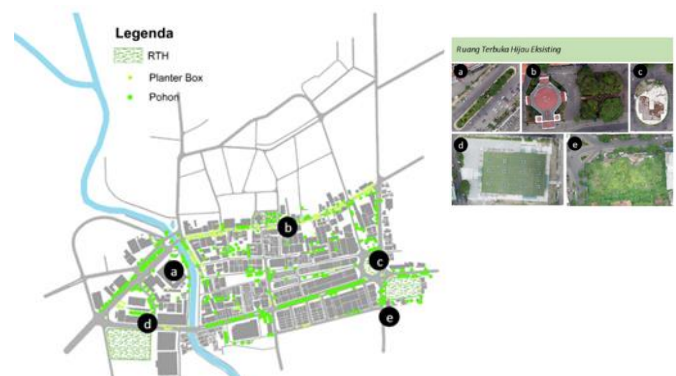 Legenda
RTH
Planter Box
Pohon
a
b
c
d
e
Ruang Terbuka Hijau Eksisting
a
b
c
d
e